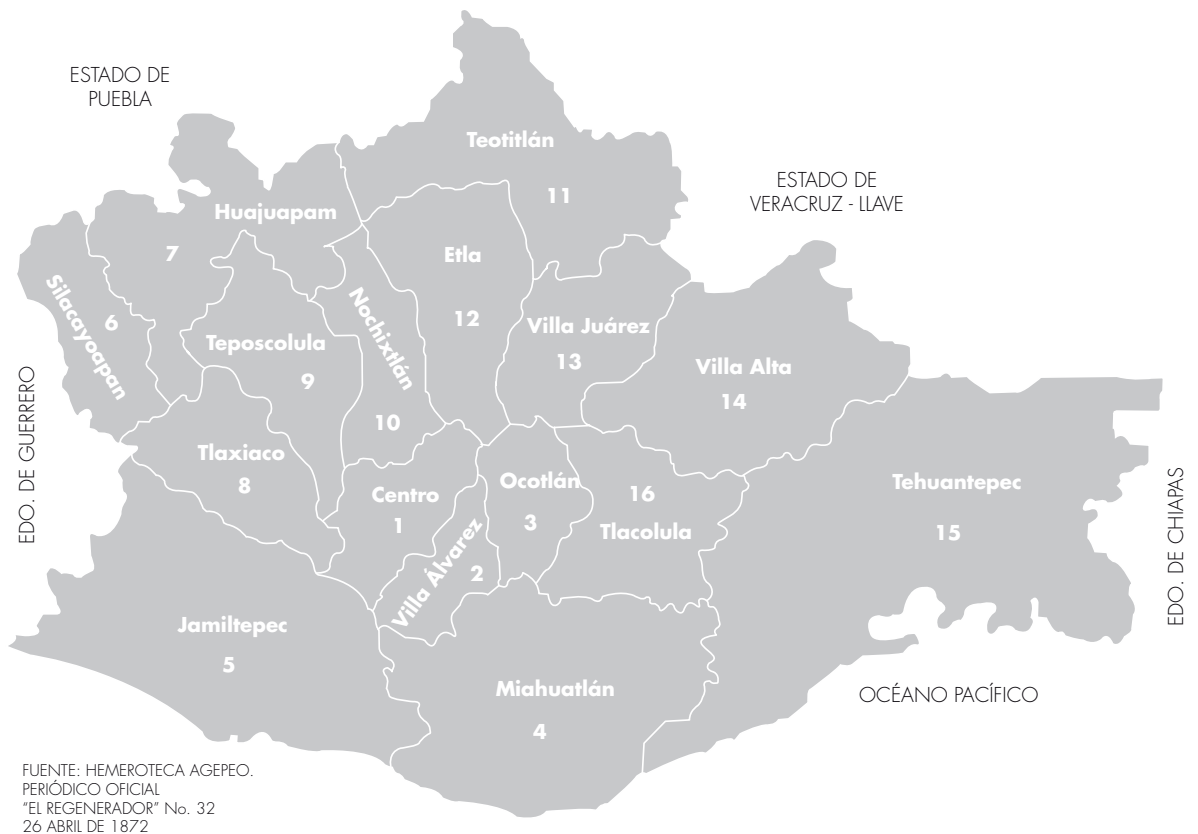 ESTADO DE
PUEBLA
Teotitlán
11
ESTADO DE
VERACRUZ - LLAVE
Huajuapam
7
Etla
12
Silacayoapan
6
Nochixtlán
10
Teposcolula
9
Villa Juárez
13
Villa Alta
14
EDO. DE GUERRERO
Tlaxiaco
8
Centro
1
Ocotlán
3
16
Tlacolula
Tehuantepec
15
EDO. DE CHIAPAS
Villa Álvarez
2
Jamiltepec
5
Miahuatlán
4
OCÉANO PACÍFICO
FUENTE: HEMEROTECA AGEPEO.
PERIÓDICO OFICIAL
“EL REGENERADOR” No. 32
26 ABRIL DE 1872